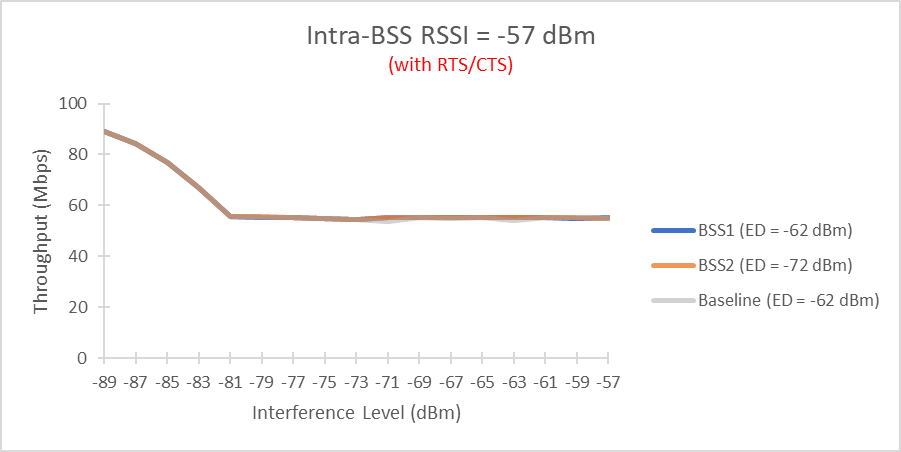 Intra-BSS RSSI = -57 dBm
(with RTS/CTS)
100
80
60
40
20
0
Throughput (Mbps)
-89 -87 -85 -83 -81 -79 -77 -75 -73 -71 -69 -67 -65 -63 -61 -59 -57
Interference Level (dBm)
BSS1 (ED = -62 dBm)
BSS2 (ED = -72 dBm)
Baseline (ED = -62 dBm)